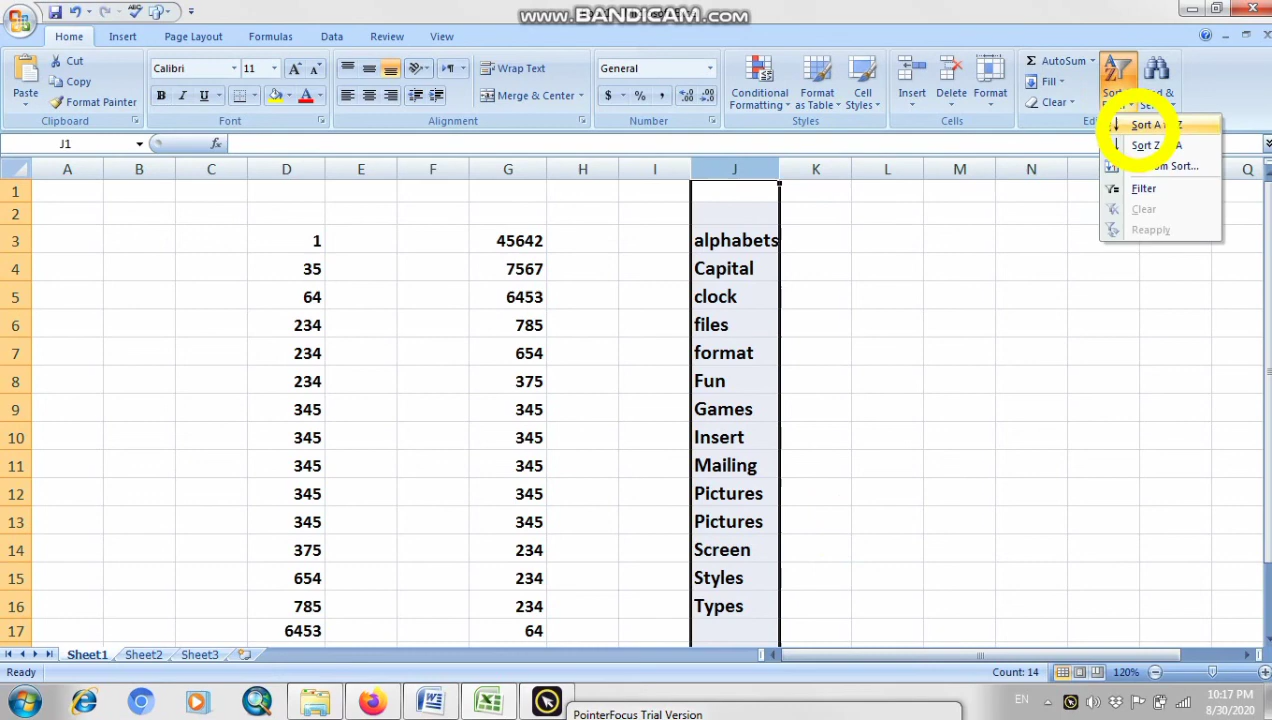 www.BANDICAM.com
Home Insert Page Layout Formulas Data Review View
Cut
Copy
Format Painter
Paste
Clipboard
Calibri 11
Font
Wrap Text
Merge & Center
Alignment
General
Number
Conditional Formatting
Format as Table
Cell Styles
Styles
Insert Delete Format
Cells
AutoSum
Fill
Clear
Sort
Sort A
Sort Z A
Sort...
Filter
Clear
Reapply
J1
A B C D E F G H I J K L M N Q
1
2
3 1 45642 alphabets
4 35 7567 Capital
5 64 6453 clock
6 234 785 files
7 234 654 format
8 234 375 Fun
9 345 345 Games
10 345 345 Insert
11 345 345 Mailing
12 345 345 Pictures
13 345 345 Pictures
14 375 234 Screen
15 654 234 Styles
16 785 234 Types
17 6453 64
Sheet1 Sheet2 Sheet3
Ready Count: 14 120%
EN 10:17 PM
8/30/2020
PointerFocus Trial Version